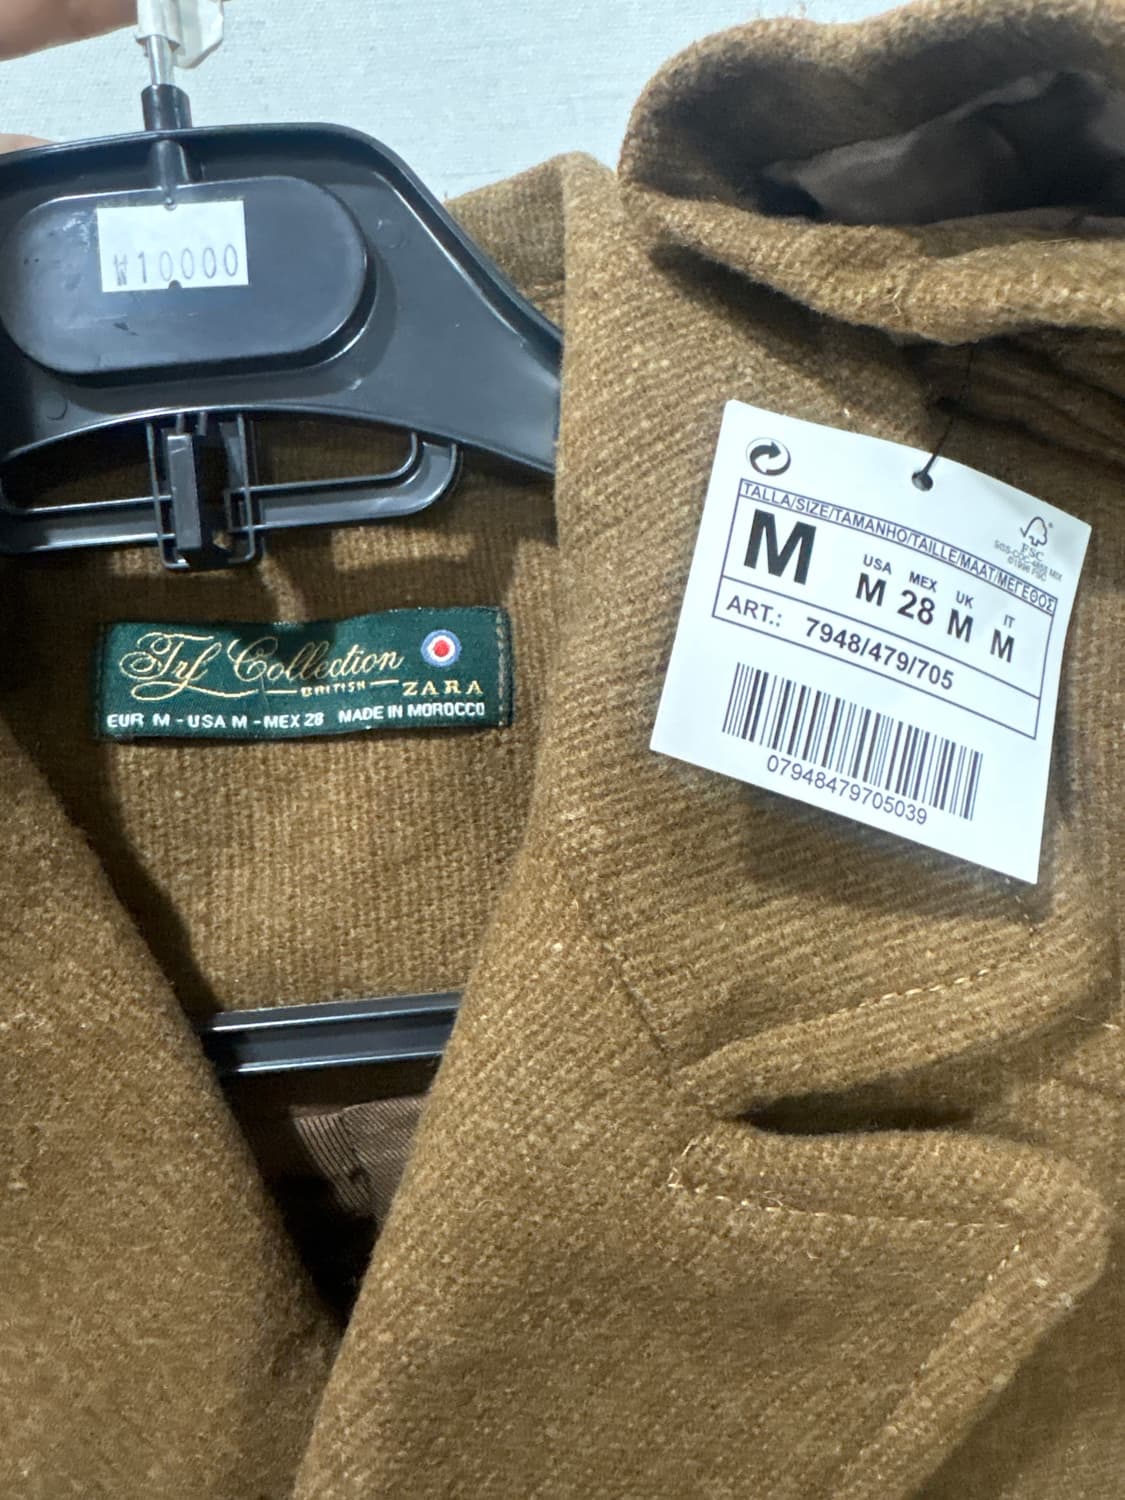 ₩10000
Trf Collection
BRITISH ZARA
EUR M - USA M - MEX 28 MADE IN MOROCCO
FSC
TALLA/SIZE/TAMANHO/TAILLE/MAAT/ΜΕΓΕΘΟΣ
M
USA MEX UK IT
M 28 M M
ART.: 7948/479/705
07948479705039